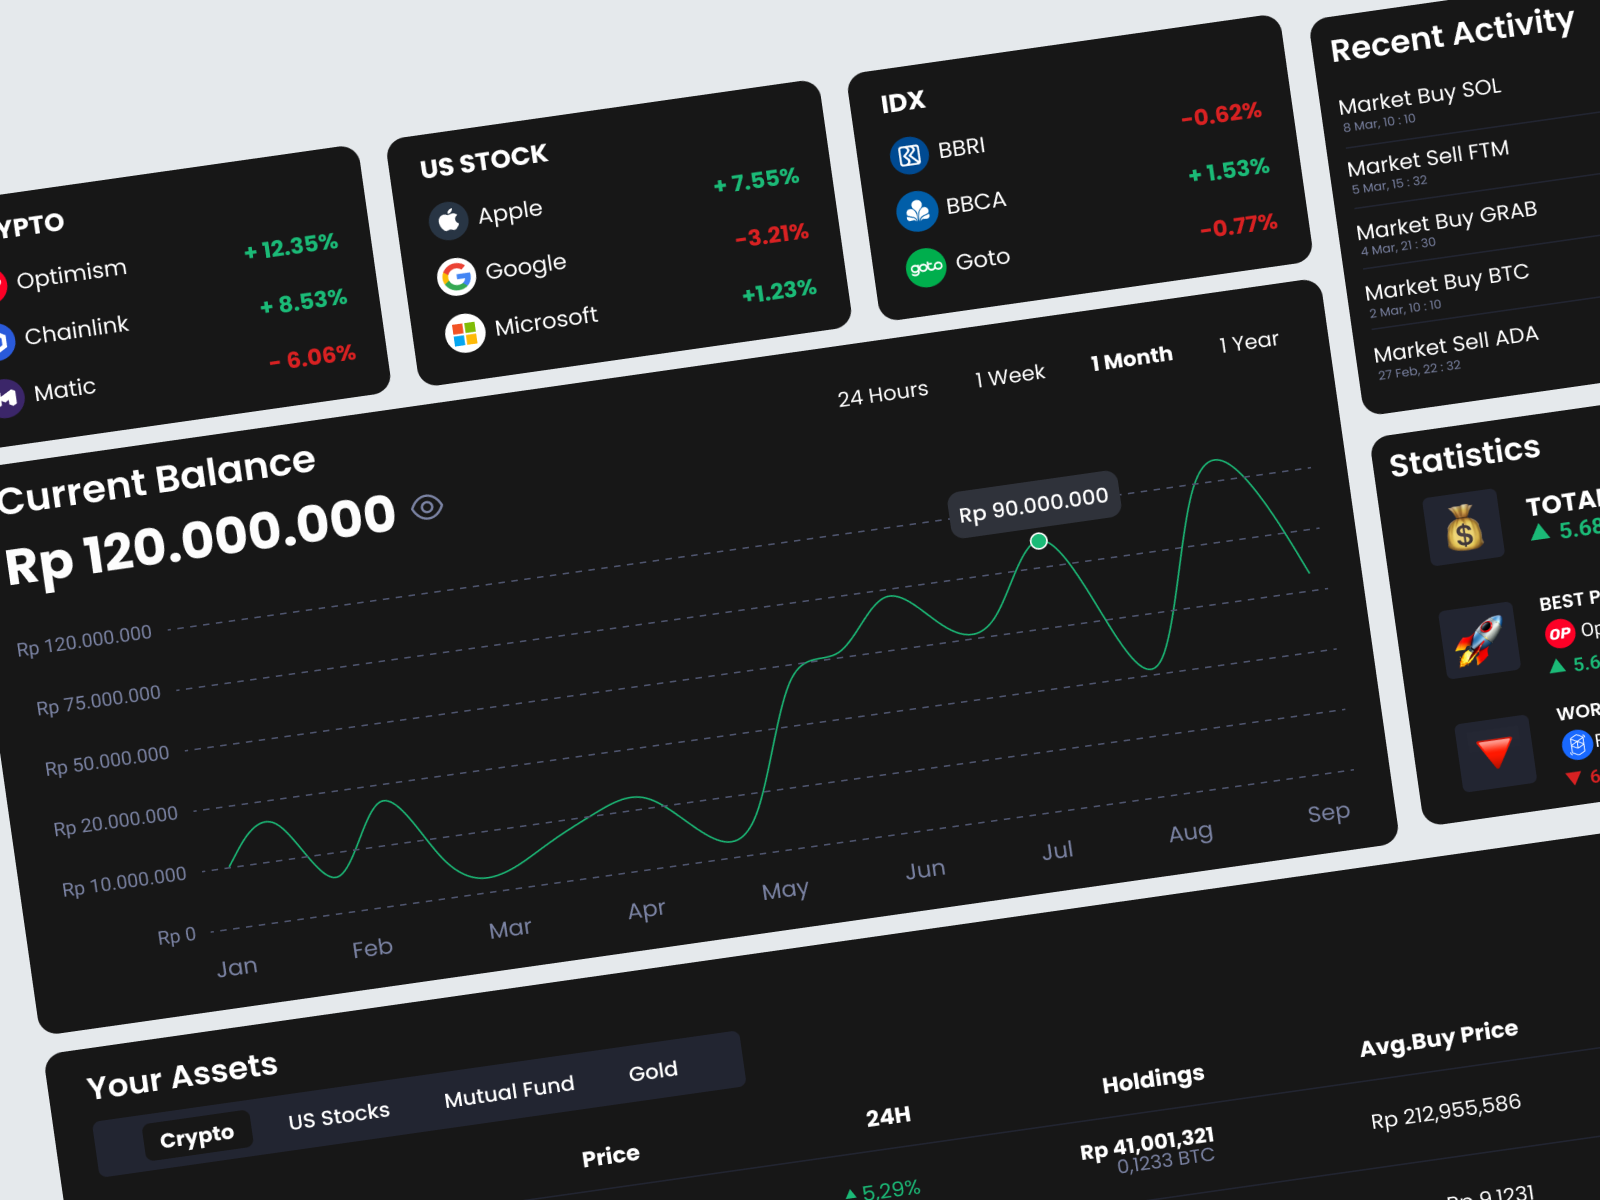 YPTO
Optimism
+ 12.35%
Chainlink
+ 8.53%
Matic
- 6.06%
US STOCK
Apple
+ 7.55%
Google
-3.21%
Microsoft
+1.23%
IDX
BBRI
-0.62%
BBCA
+ 1.53%
goto
Goto
-0.77%
Recent Activity
Market Buy SOL
8 Mar, 10 : 10
Market Sell FTM
5 Mar, 15 : 32
Market Buy GRAB
4 Mar, 21 : 30
Market Buy BTC
2 Mar, 10 : 10
Market Sell ADA
27 Feb, 22 : 32
Current Balance
Rp 120.000.000
24 Hours
1 Week
1 Month
1 Year
Rp 90.000.000
Rp 120.000.000
Rp 75.000.000
Rp 50.000.000
Rp 20.000.000
Rp 10.000.000
Rp 0
Jan
Feb
Mar
Apr
May
Jun
Jul
Aug
Sep
Statistics
TOTA
5.68
BEST P
OP
Op
5.6
WOR
F
6
Your Assets
Crypto
US Stocks
Mutual Fund
Gold
Price
24H
Holdings
Avg.Buy Price
5,29%
Rp 41,001,321
0,1233 BTC
Rp 212,955,586
Rp 9,1231